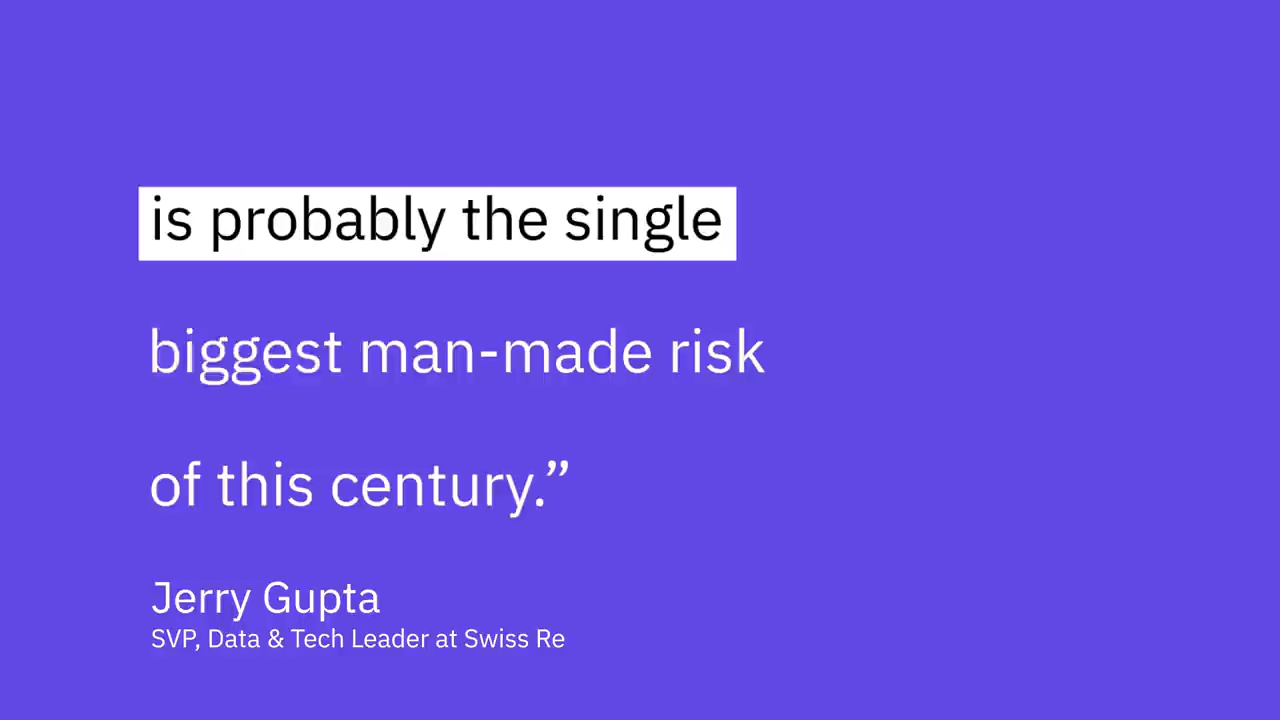 is probably the single
biggest man-made risk
of this century.”
Jerry Gupta
SVP, Data & Tech Leader at Swiss Re